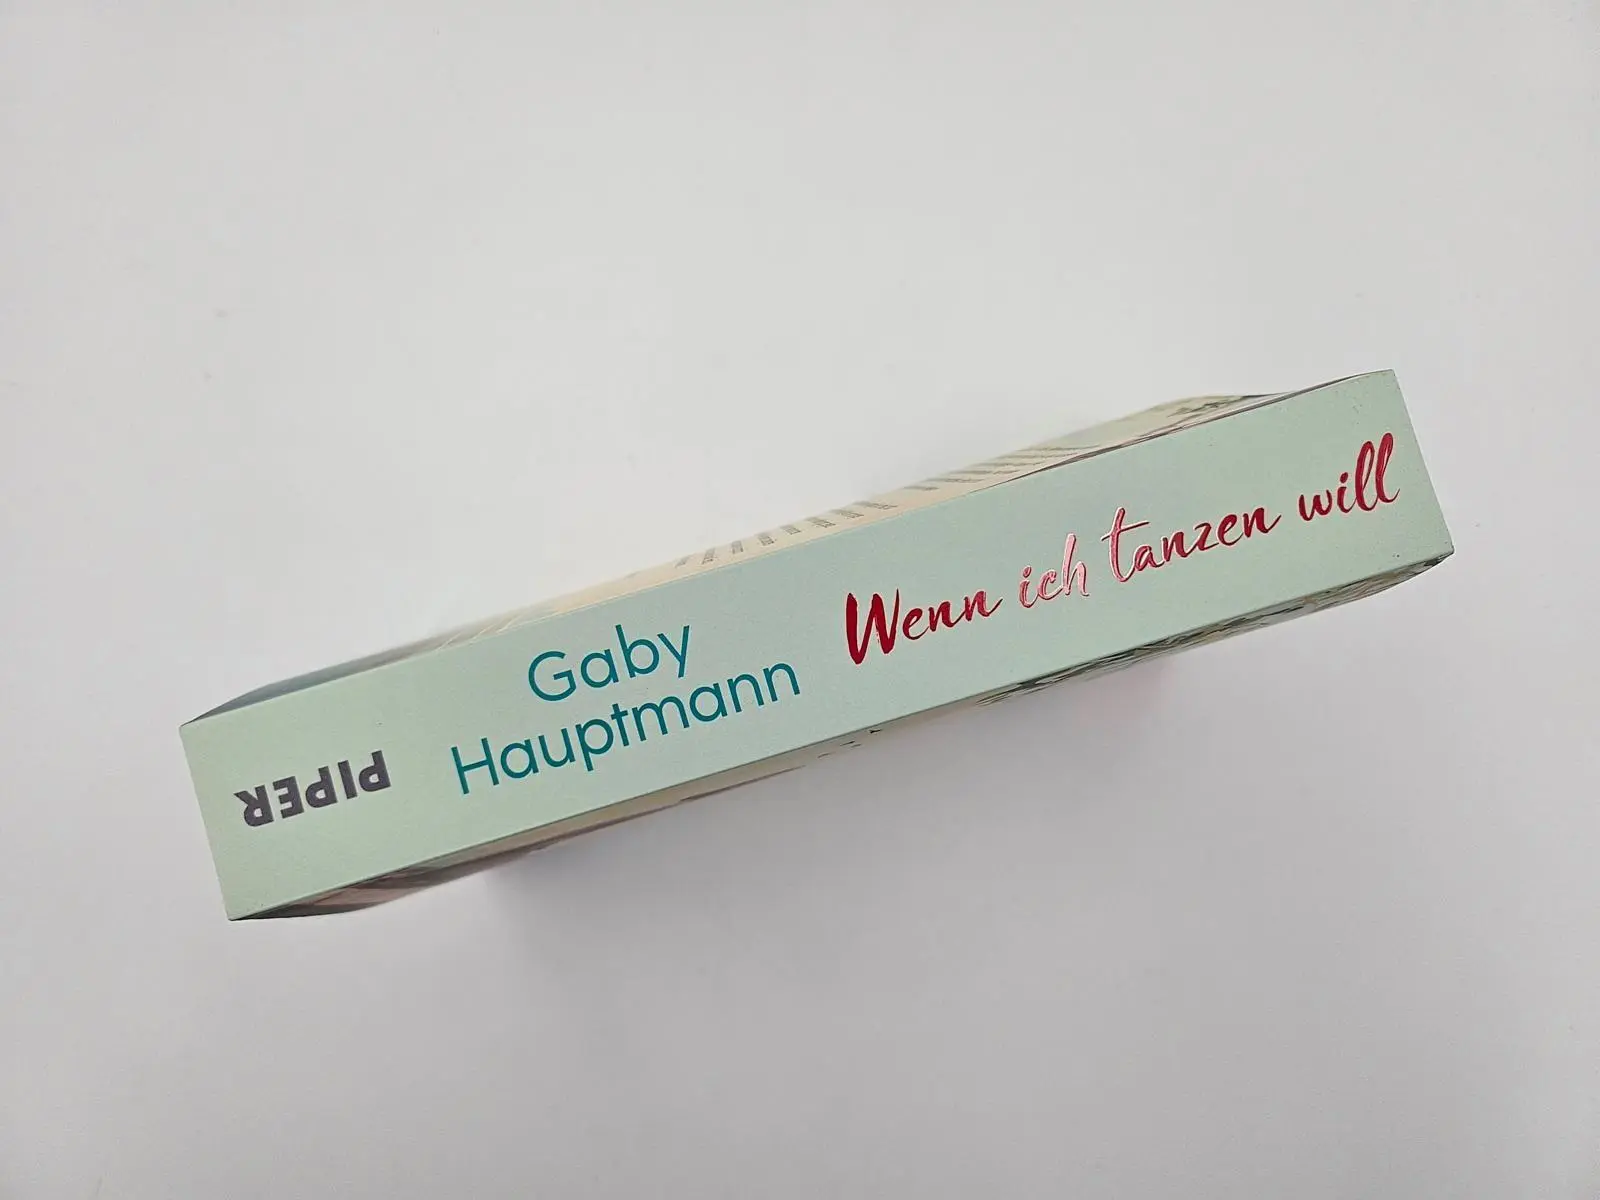 Gaby
Hauptmann
Wenn ich tanzen will
PIPER